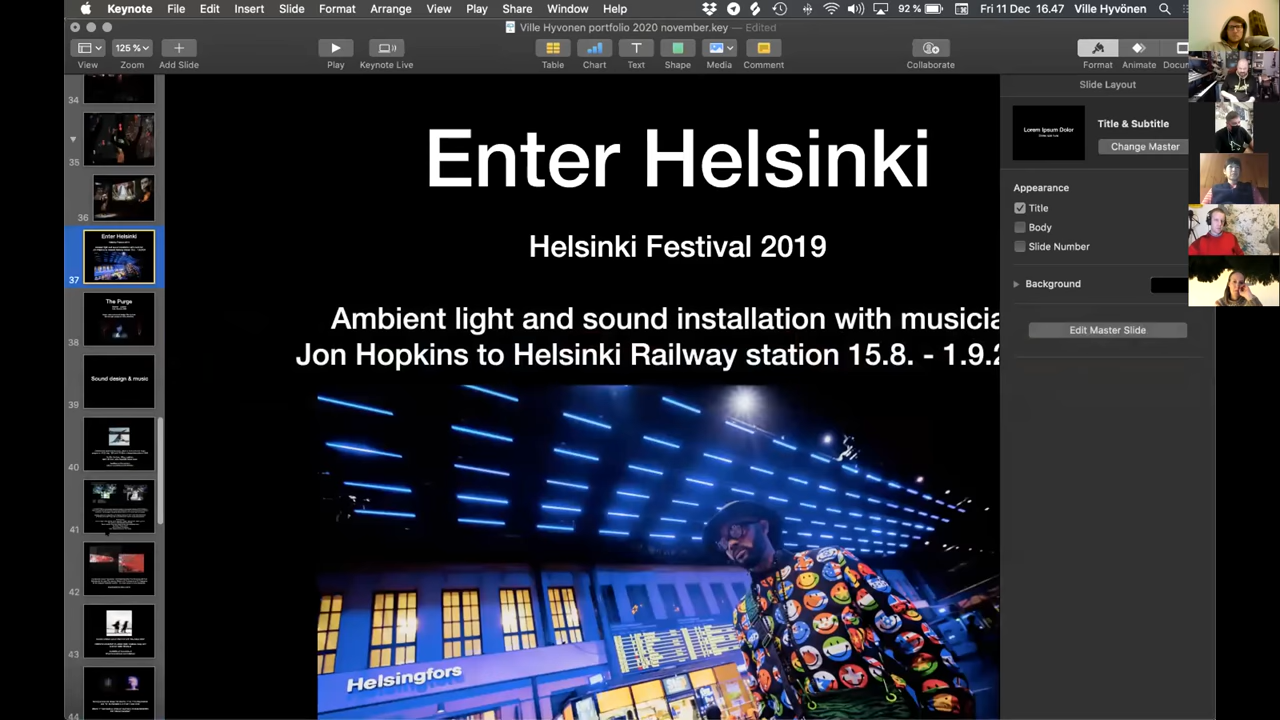 Keynote File Edit Insert Slide Format Arrange View Play Share Window Help
92 % Fri 11 Dec 16.47 Ville Hyvönen
Ville Hyvonen portfolio 2020 november.key — Edited
125 %
View Zoom Add Slide Play Keynote Live Table Chart Text Shape Media Comment Collaborate Format Animate Docum
Slide Layout
Lorem Ipsum Dolor
Title & Subtitle
Change Master
Appearance
Title
Body
Slide Number
Background
Edit Master Slide
34
35
36
Enter Helsinki
37
The Purge
38
Sound design & music
39
40
41
42
43
44
Enter Helsinki
Helsinki Festival 2019
Ambient light and sound installation with musicia
Jon Hopkins to Helsinki Railway station 15.8. - 1.9.2
Helsingfors